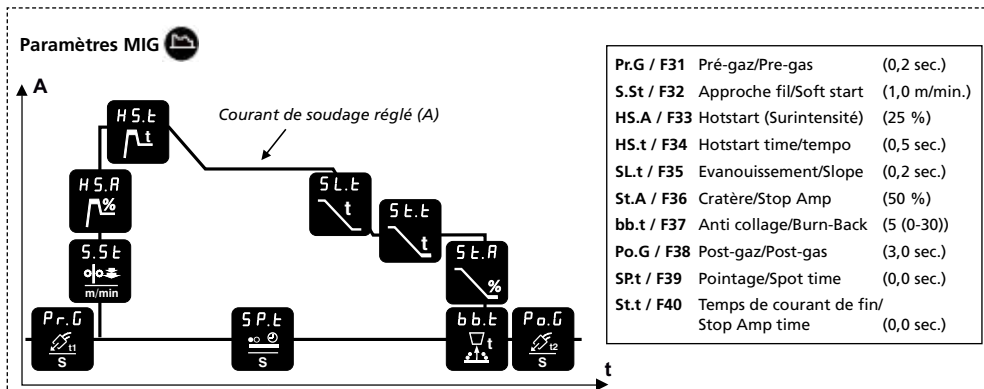 Paramètres MIG
A
HS.t
t
Courant de soudage réglé (A)
HS.A
%
SL.t
t
St.t
t
S.St
m/min
St.A
%
Pr.G
t1
S
SP.t
S
bb.t
t
Po.G
t2
S
t
Pr.G / F31 Pré-gaz/Pre-gas (0,2 sec.)
S.St / F32 Approche fil/Soft start (1,0 m/min.)
HS.A / F33 Hotstart (Surintensité) (25 %)
HS.t / F34 Hotstart time/tempo (0,5 sec.)
SL.t / F35 Evanouissement/Slope (0,2 sec.)
St.A / F36 Cratère/Stop Amp (50 %)
bb.t / F37 Anti collage/Burn-Back (5 (0-30))
Po.G / F38 Post-gaz/Post-gas (3,0 sec.)
SP.t / F39 Pointage/Spot time (0,0 sec.)
St.t / F40 Temps de courant de fin/
Stop Amp time (0,0 sec.)